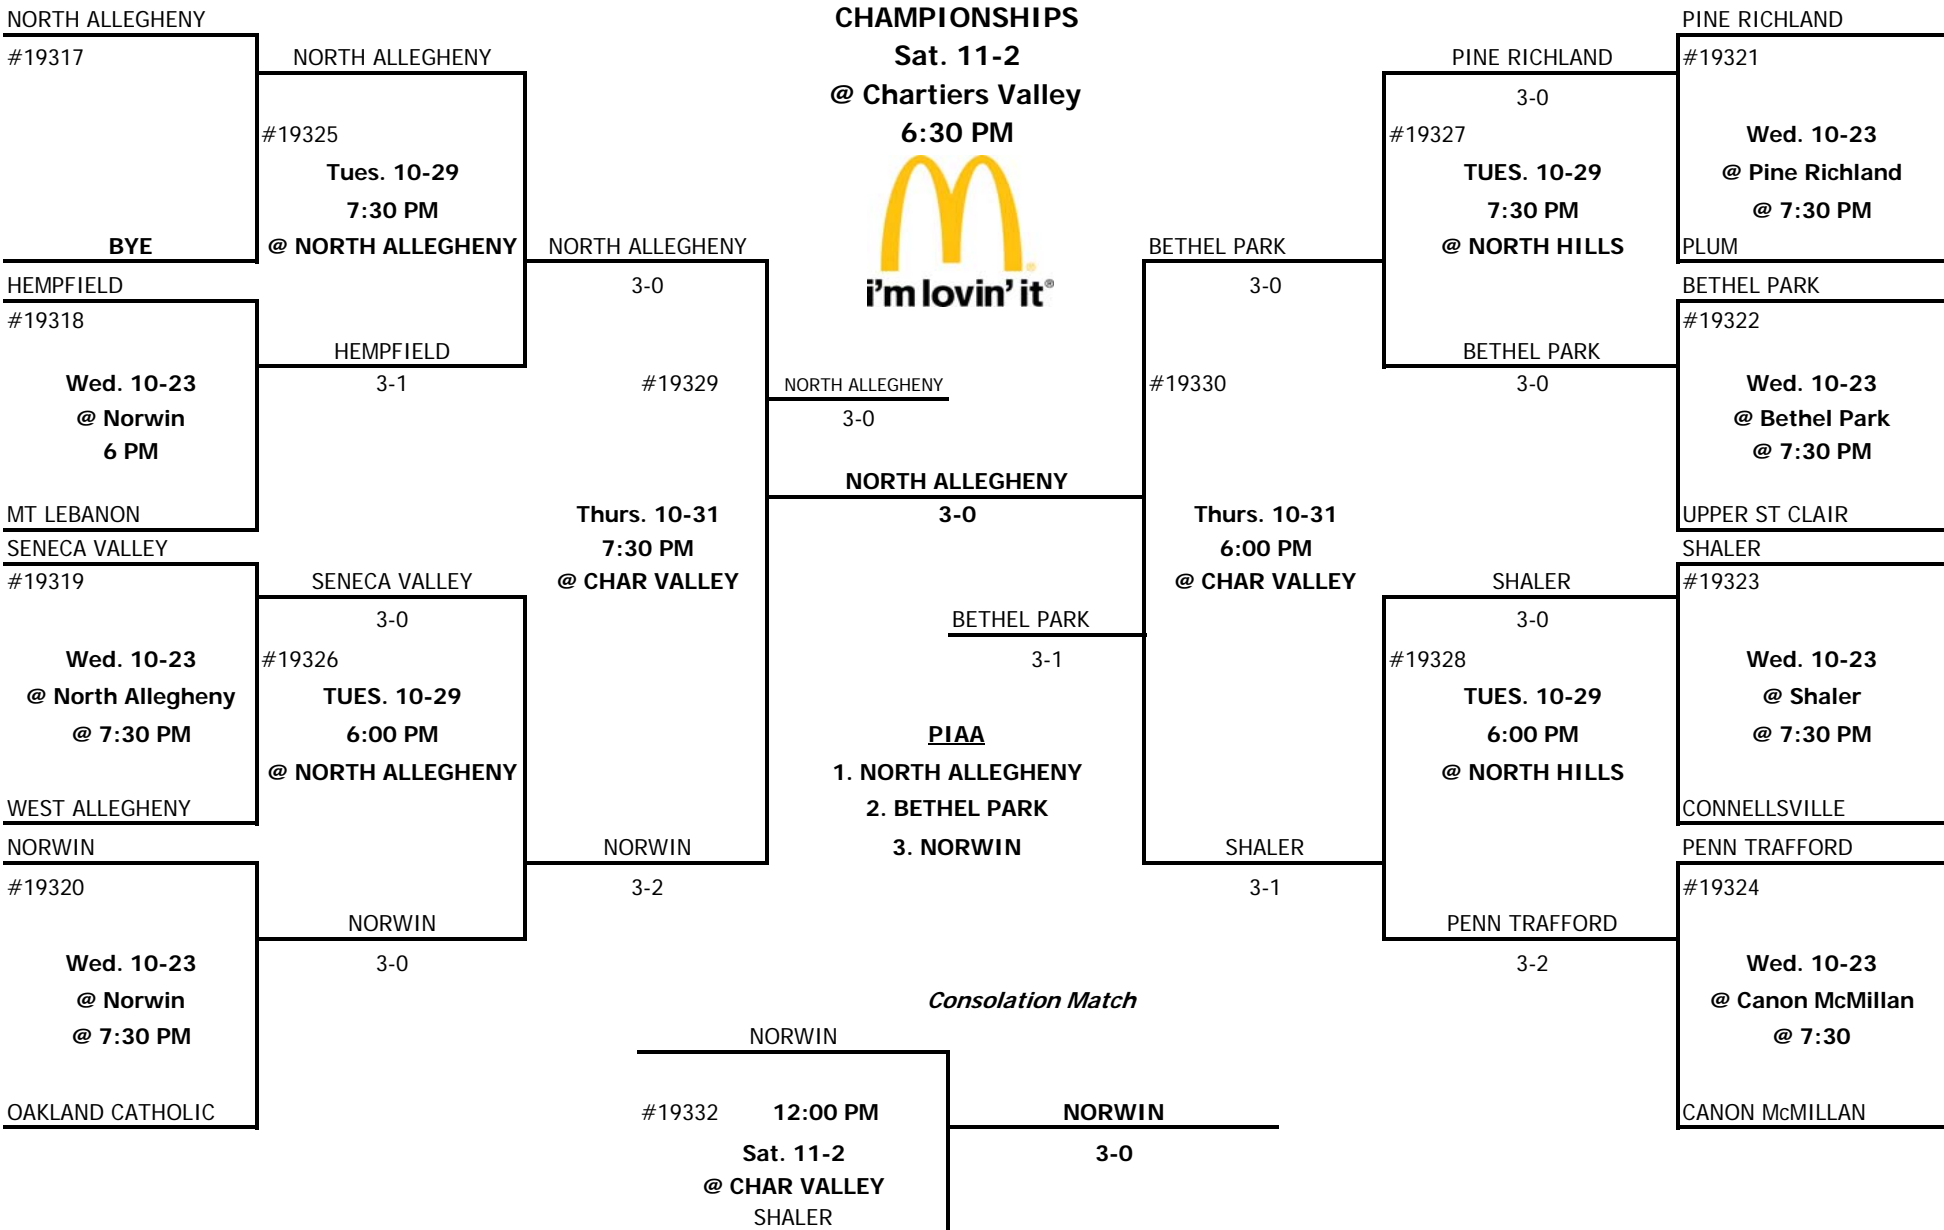 NORTH ALLEGHENY
#19317
BYE
HEMPFIELD
#19318
Wed. 10-23
@ Norwin
6 PM
MT LEBANON
SENECA VALLEY
#19319
Wed. 10-23
@ North Allegheny
@ 7:30 PM
WEST ALLEGHENY
NORWIN
#19320
Wed. 10-23
@ Norwin
@ 7:30 PM
OAKLAND CATHOLIC
NORTH ALLEGHENY
#19325
Tues. 10-29
7:30 PM
@ NORTH ALLEGHENY
HEMPFIELD
3-1
SENECA VALLEY
3-0
#19326
TUES. 10-29
6:00 PM
@ NORTH ALLEGHENY
NORWIN
3-0
NORTH ALLEGHENY
3-0
#19329
Thurs. 10-31
7:30 PM
@ CHAR VALLEY
NORWIN
3-2
CHAMPIONSHIPS
Sat. 11-2
@ Chartiers Valley
6:30 PM
i'm lovin' it®
NORTH ALLEGHENY
3-0
NORTH ALLEGHENY
3-0
BETHEL PARK
3-1
PIAA
1. NORTH ALLEGHENY
2. BETHEL PARK
3. NORWIN
Consolation Match
NORWIN
#19332 12:00 PM
Sat. 11-2
@ CHAR VALLEY
SHALER
NORWIN
3-0
BETHEL PARK
3-0
#19330
Thurs. 10-31
6:00 PM
@ CHAR VALLEY
SHALER
3-1
PINE RICHLAND
3-0
#19327
TUES. 10-29
7:30 PM
@ NORTH HILLS
BETHEL PARK
3-0
SHALER
3-0
#19328
TUES. 10-29
6:00 PM
@ NORTH HILLS
PENN TRAFFORD
3-2
PINE RICHLAND
#19321
Wed. 10-23
@ Pine Richland
@ 7:30 PM
PLUM
BETHEL PARK
#19322
Wed. 10-23
@ Bethel Park
@ 7:30 PM
UPPER ST CLAIR
SHALER
#19323
Wed. 10-23
@ Shaler
@ 7:30 PM
CONNELLSVILLE
PENN TRAFFORD
#19324
Wed. 10-23
@ Canon McMillan
@ 7:30
CANON McMILLAN